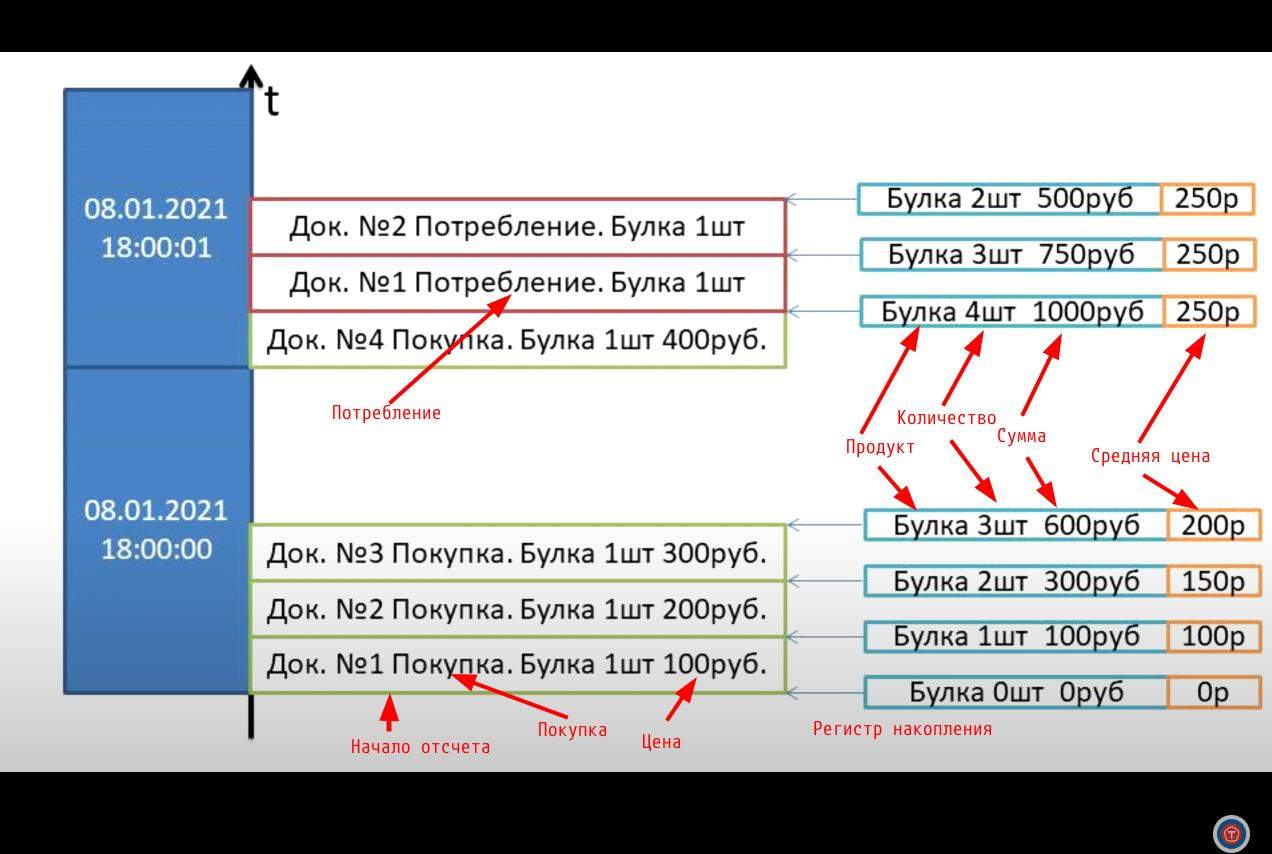 t
08.01.2021
18:00:01
Док. №2 Потребление. Булка 1шт
Док. №1 Потребление. Булка 1шт
Док. №4 Покупка. Булка 1шт 400руб.
Булка 2шт 500руб 250р
Булка 3шт 750руб 250р
Булка 4шт 1000руб 250р
Потребление
Продукт
Количество
Сумма
Средняя цена
08.01.2021
18:00:00
Док. №3 Покупка. Булка 1шт 300руб.
Док. №2 Покупка. Булка 1шт 200руб.
Док. №1 Покупка. Булка 1шт 100руб.
Булка 3шт 600руб 200р
Булка 2шт 300руб 150р
Булка 1шт 100руб 100р
Булка 0шт 0руб 0р
Начало отсчета
Покупка
Цена
Регистр накопления
T